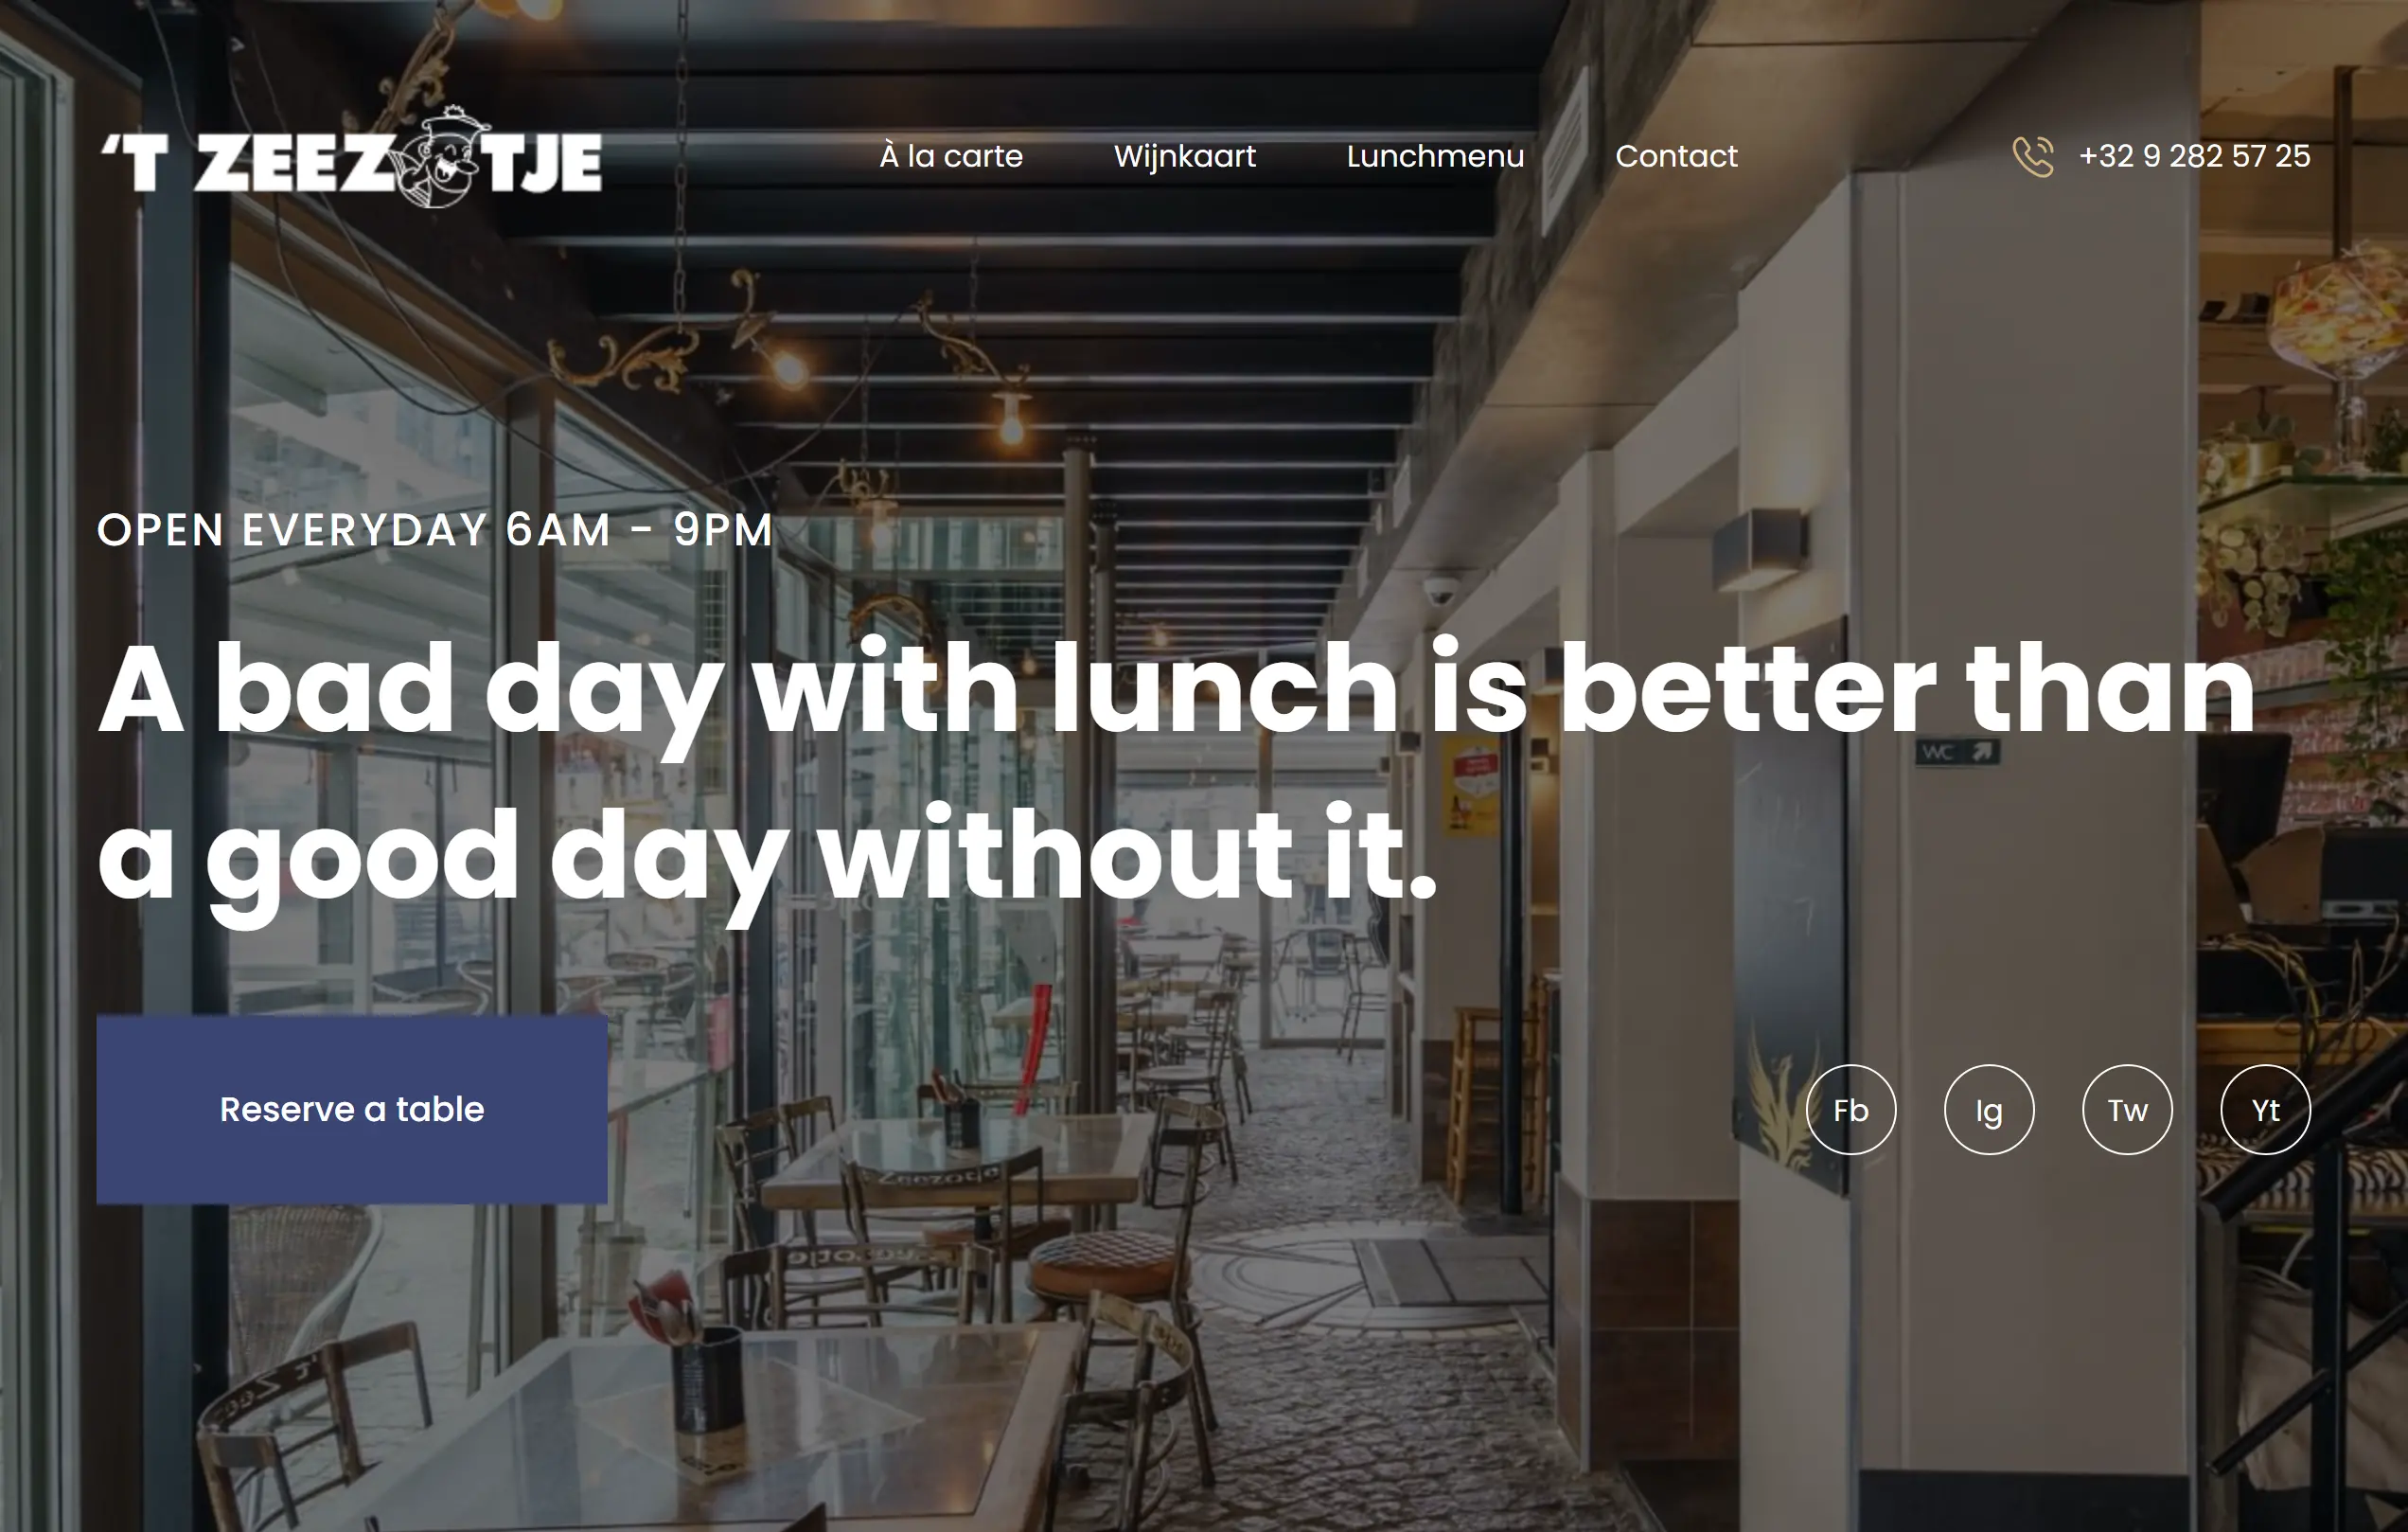 'T ZEEZOTJE
À la carte
Wijnkaart
Lunchmenu
Contact
+32 9 282 57 25
OPEN EVERYDAY 6AM - 9PM
A bad day with lunch is better than
a good day without it.
WC
Reserve a table
Fb
Ig
Tw
Yt
't Zeezotje